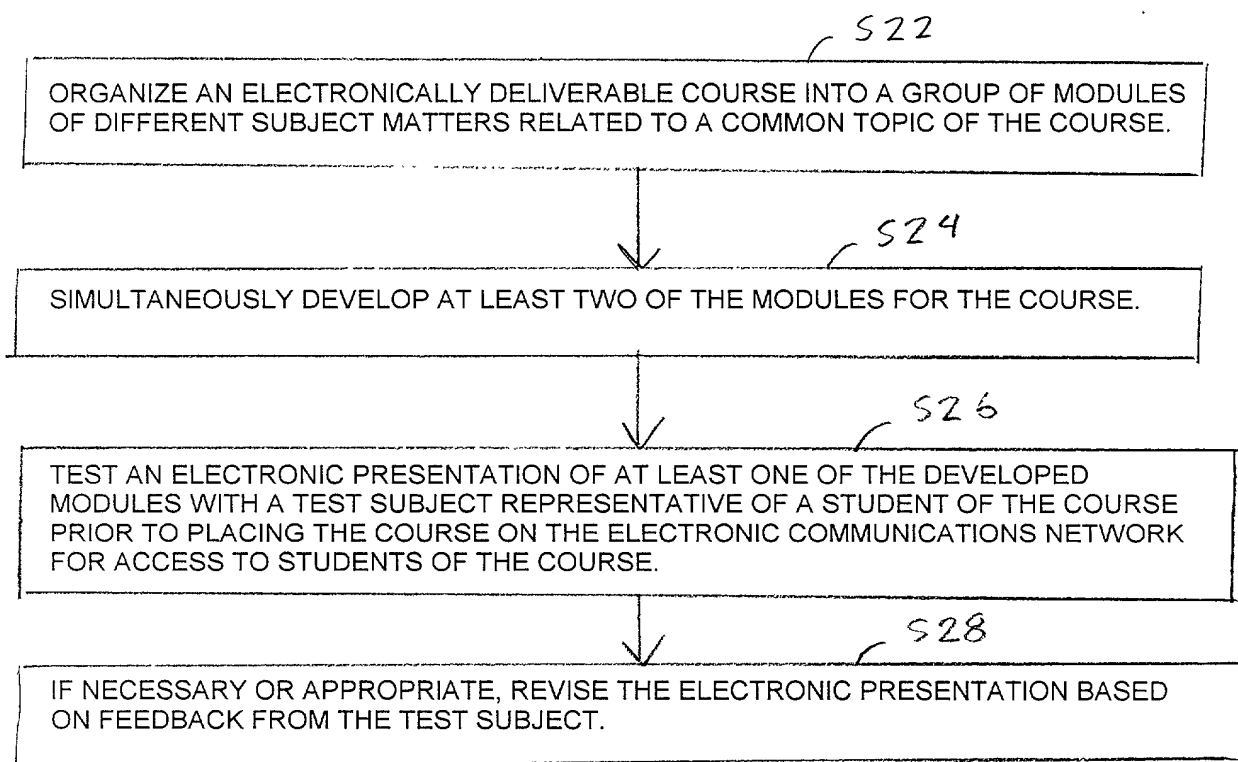 S22
ORGANIZE AN ELECTRONICALLY DELIVERABLE COURSE INTO A GROUP OF MODULES
OF DIFFERENT SUBJECT MATTERS RELATED TO A COMMON TOPIC OF THE COURSE.
S24
SIMULTANEOUSLY DEVELOP AT LEAST TWO OF THE MODULES FOR THE COURSE.
S26
TEST AN ELECTRONIC PRESENTATION OF AT LEAST ONE OF THE DEVELOPED
MODULES WITH A TEST SUBJECT REPRESENTATIVE OF A STUDENT OF THE COURSE
PRIOR TO PLACING THE COURSE ON THE ELECTRONIC COMMUNICATIONS NETWORK
FOR ACCESS TO STUDENTS OF THE COURSE.
S28
IF NECESSARY OR APPROPRIATE, REVISE THE ELECTRONIC PRESENTATION BASED
ON FEEDBACK FROM THE TEST SUBJECT.